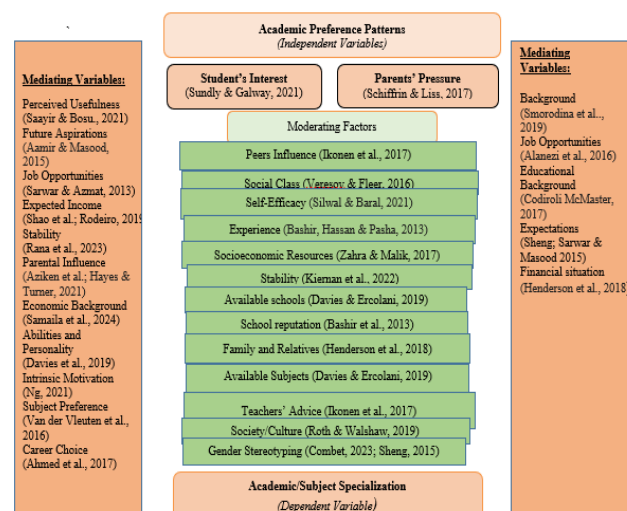 Academic Preference Patterns
(Independent Variables)
Student's Interest
(Sundly & Galway, 2021)
Parents' Pressure
(Schiffrin & Liss, 2017)
Mediating Variables:
Perceived Usefulness
(Saayir & Bosu., 2021)
Future Aspirations
(Aamir & Masood,
2015)
Job Opportunities
(Sarwar & Azmat, 2013)
Expected Income
(Shao et al.; Rodeiro, 2019
Stability
(Rana et al., 2023)
Parental Influence
(Aziken et al.; Hayes &
Turner, 2021)
Economic Background
(Samaila et al., 2024)
Abilities and
Personality
(Davies et al., 2019)
Intrinsic Motivation
(Ng, 2021)
Subject Preference
(Van der Vleuten et al.,
2016)
Career Choice
(Ahmed et al., 2017)
Moderating Factors
Peers Influence (Ikonen et al., 2017)
Social Class (Veresov & Fleer, 2016)
Self-Efficacy (Silwal & Baral, 2021)
Experience (Bashir, Hassan & Pasha, 2013)
Socioeconomic Resources (Zahra & Malik, 2017)
Stability (Kiernan et al., 2022)
Available schools (Davies & Ercolani, 2019)
School reputation (Bashir et al., 2013)
Family and Relatives (Henderson et al., 2018)
Available Subjects (Davies & Ercolani, 2019)
Teachers' Advice (Ikonen et al., 2017)
Society/Culture (Roth & Walshaw, 2019)
Gender Stereotyping (Combet, 2023; Sheng, 2015)
Academic/Subject Specialization
(Dependent Variable)
Mediating
Variables:
Background
(Smorodina et al..,
2019)
Job Opportunities
(Alanezi et al., 2016)
Educational
Background
(Codiroli McMaster,
2017)
Expectations
(Sheng; Sarwar &
Masood 2015)
Financial situation
(Henderson et al., 2018)